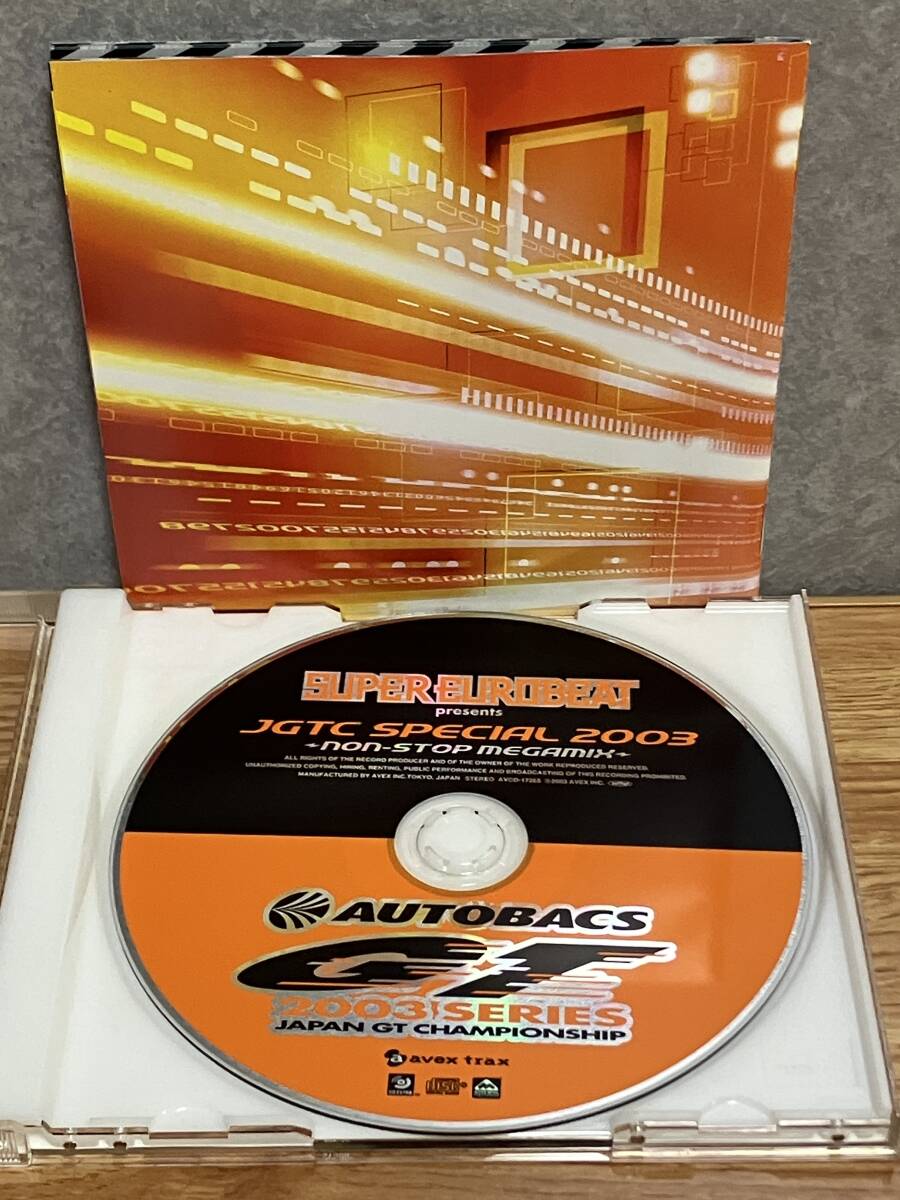 SUPER EUROBEAT
presents
JGTC SPECIAL 2003
NON-STOP MEGAMIX
ALL RIGHTS OF THE RECORD PRODUCER AND OF THE OWNER OF THE WORK REPRODUCED RESERVED.
UNAUTHORIZED COPYING, HIRING, RENTING, PUBLIC PERFORMANCE AND BROADCASTING OF THIS RECORDING PROHIBITED.
MANUFACTURED BY AVEX INC. TOKYO, JAPAN STEREO ℗©2003 AVEX INC.
AUTOBACS
GT
2003 SERIES
JAPAN GT CHAMPIONSHIP
avex trax
disc